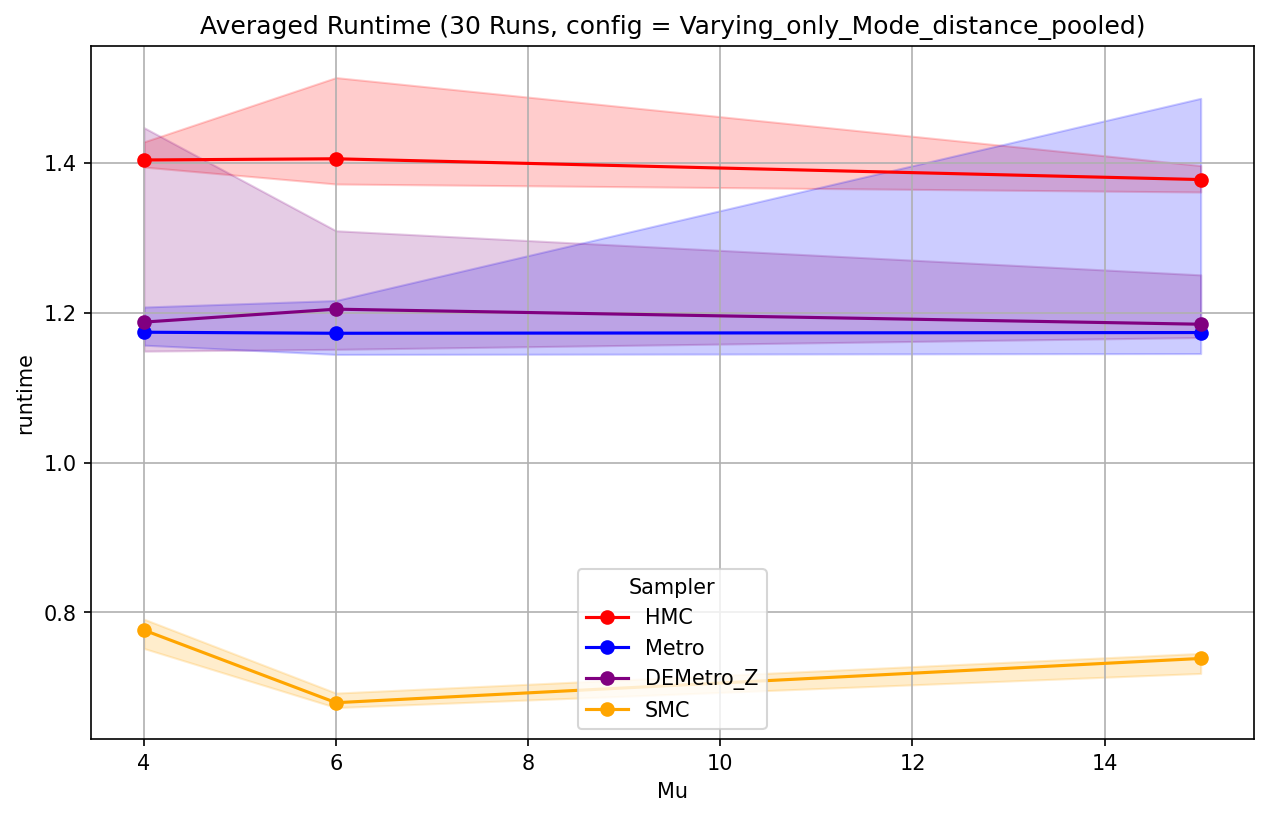 Averaged Runtime (30 Runs, config = Varying_only_Mode_distance_pooled)
1.4
1.2
1.0
0.8
runtime
4
6
8
10
12
14
Mu
Sampler
HMC
Metro
DEMetro_Z
SMC